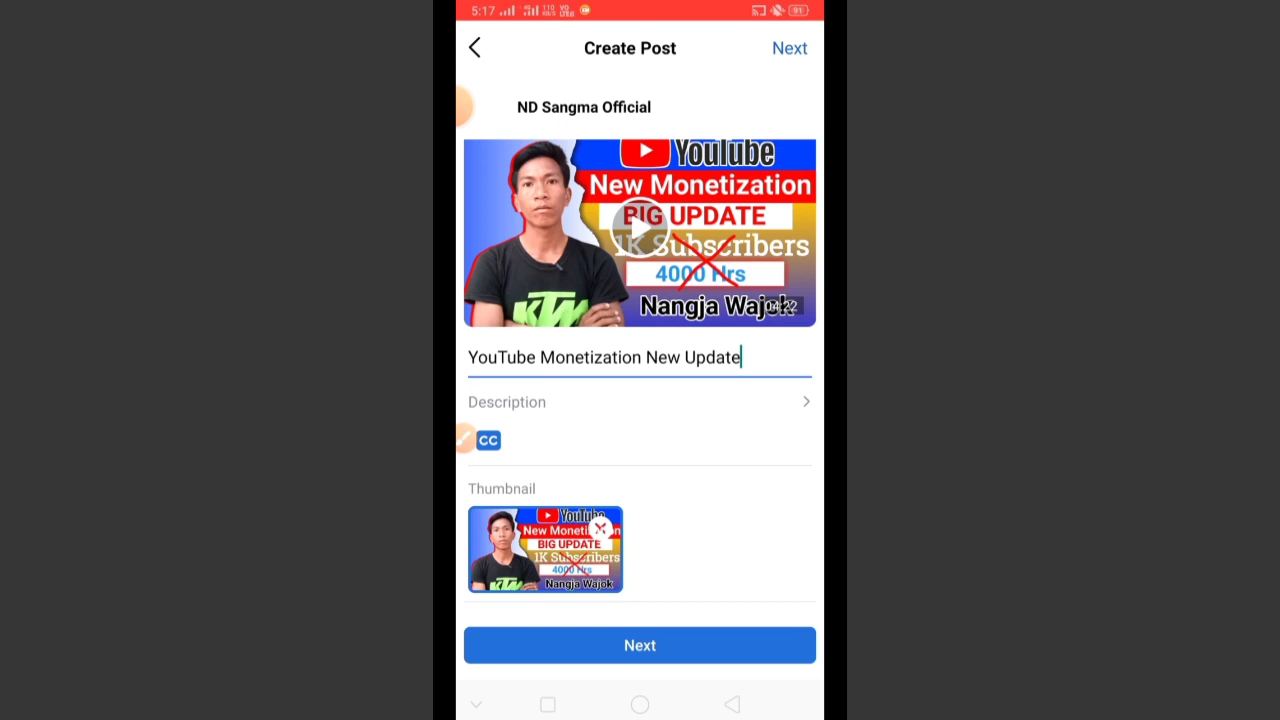 5:17
91
Create Post
Next
ND Sangma Official
YouTube
New Monetization
BIG UPDATE
1K Subscribers
4000 Hrs
Nangja Wajok
YouTube Monetization New Update
Description
CC
Thumbnail
YouTube
New Monetization
BIG UPDATE
1K Subscribers
4000 Hrs
Nangja Wajok
Next